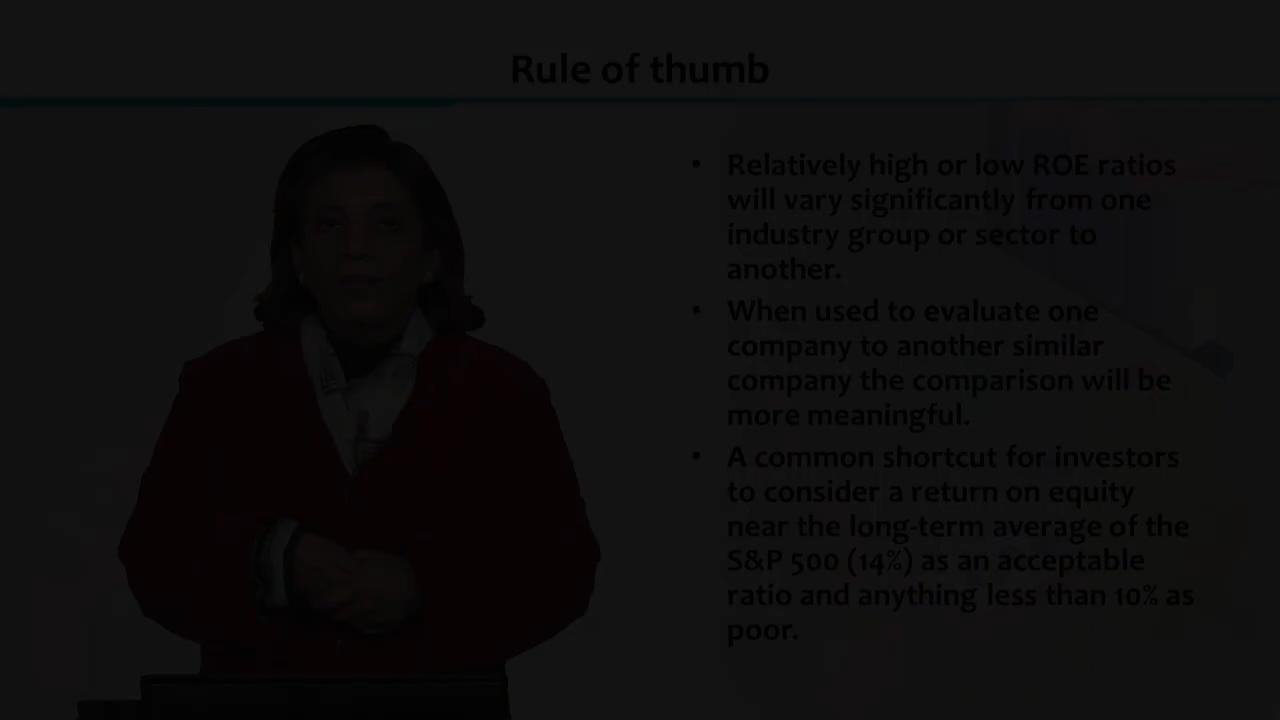 Rule of thumb
• Relatively high or low ROE ratios
will vary significantly from one
industry group or sector to
another.
• When used to evaluate one
company to another similar
company the comparison will be
more meaningful.
• A common shortcut for investors
to consider a return on equity
near the long-term average of the
S&P 500 (14%) as an acceptable
ratio and anything less than 10% as
poor.